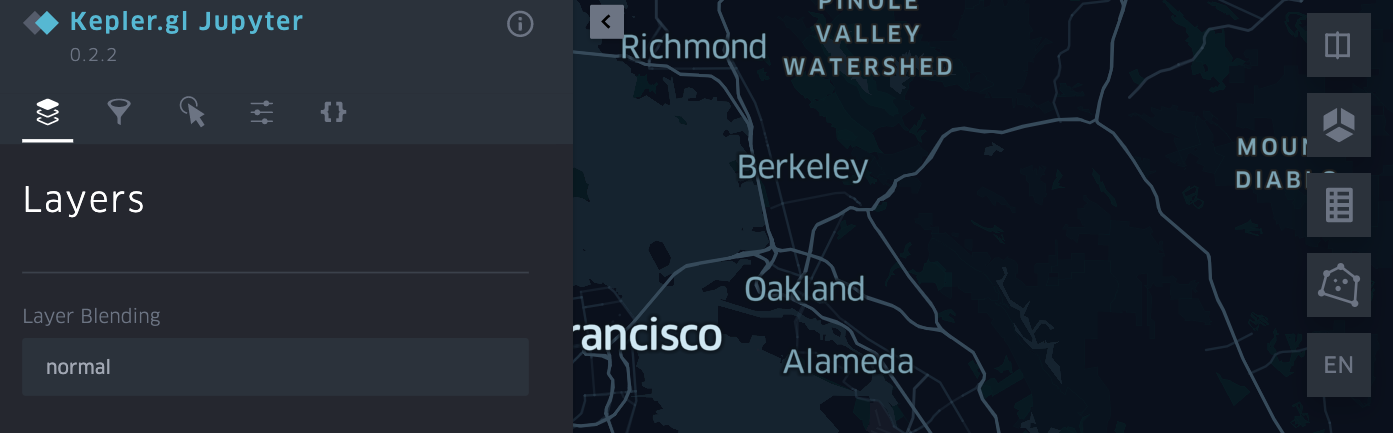 Kepler.gl Jupyter
0.2.2
Layers
Layer Blending
normal
PINOLE
VALLEY
WATERSHED
Richmond
Berkeley
Oakland
rancisco
Alameda
EN